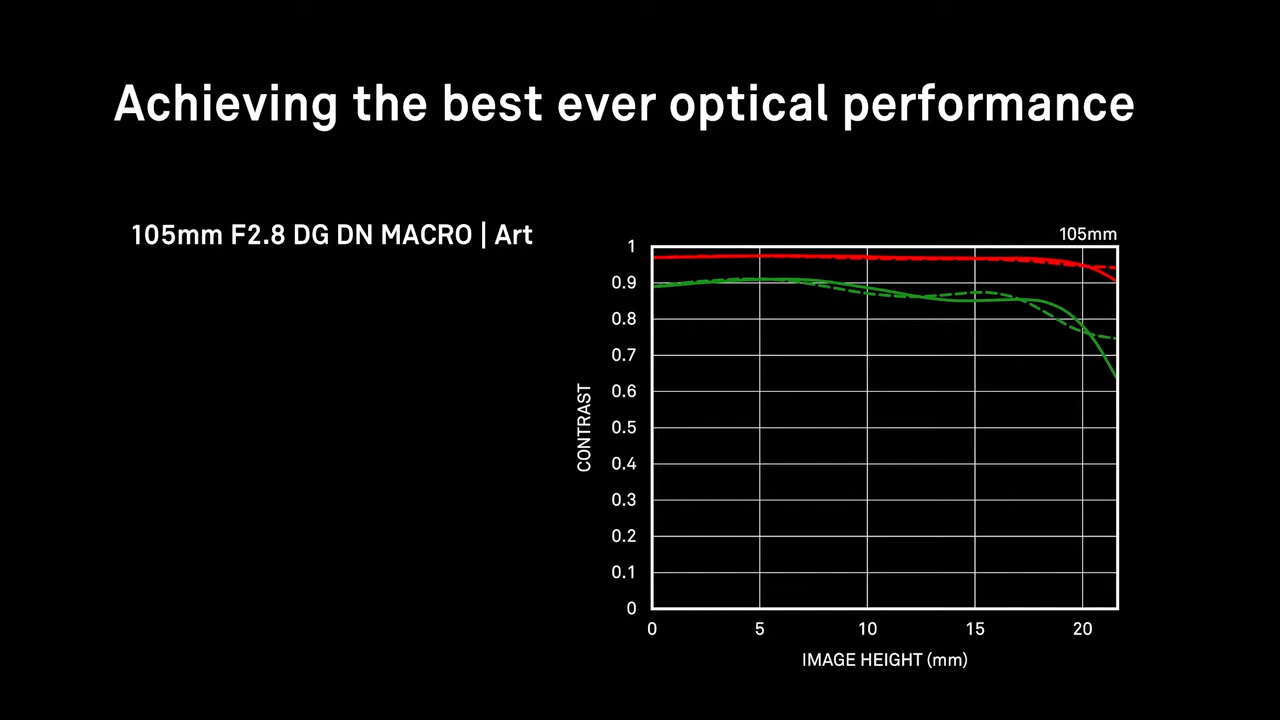 Achieving the best ever optical performance
105mm F2.8 DG DN MACRO | Art
105mm
1
0.9
0.8
0.7
0.6
0.5
0.4
0.3
0.2
0.1
0
CONTRAST
0 5 10 15 20
IMAGE HEIGHT (mm)